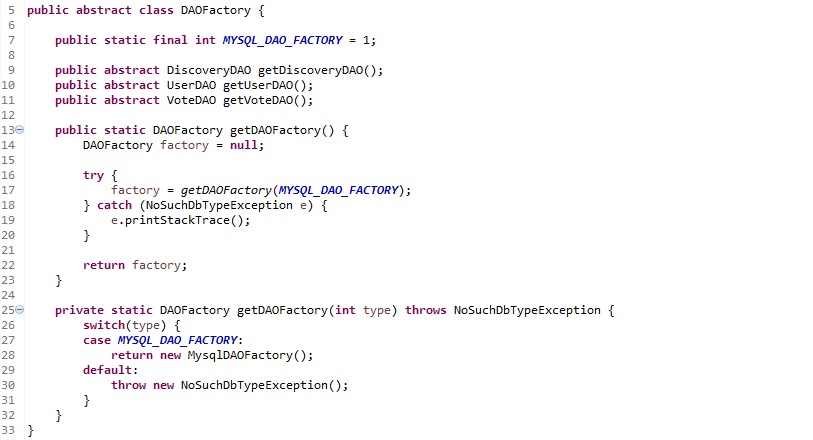 5 public abstract class DAOFactory {
6
7     public static final int MYSQL_DAO_FACTORY = 1;
8
9     public abstract DiscoveryDAO getDiscoveryDAO();
10     public abstract UserDAO getUserDAO();
11     public abstract VoteDAO getVoteDAO();
12
13     public static DAOFactory getDAOFactory() {
14         DAOFactory factory = null;
15
16         try {
17             factory = getDAOFactory(MYSQL_DAO_FACTORY);
18         } catch (NoSuchDbTypeException e) {
19             e.printStackTrace();
20         }
21
22         return factory;
23     }
24
25     private static DAOFactory getDAOFactory(int type) throws NoSuchDbTypeException {
26         switch(type) {
27         case MYSQL_DAO_FACTORY:
28             return new MysqlDAOFactory();
29         default:
30             throw new NoSuchDbTypeException();
31         }
32     }
33 }